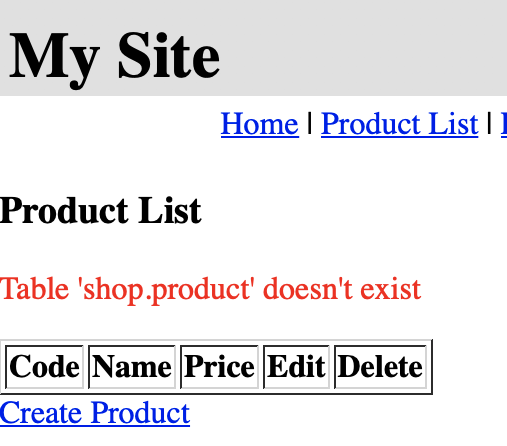 My Site
Home | Product List |
Product List
Table 'shop.product' doesn't exist
Code Name Price Edit Delete
Create Product